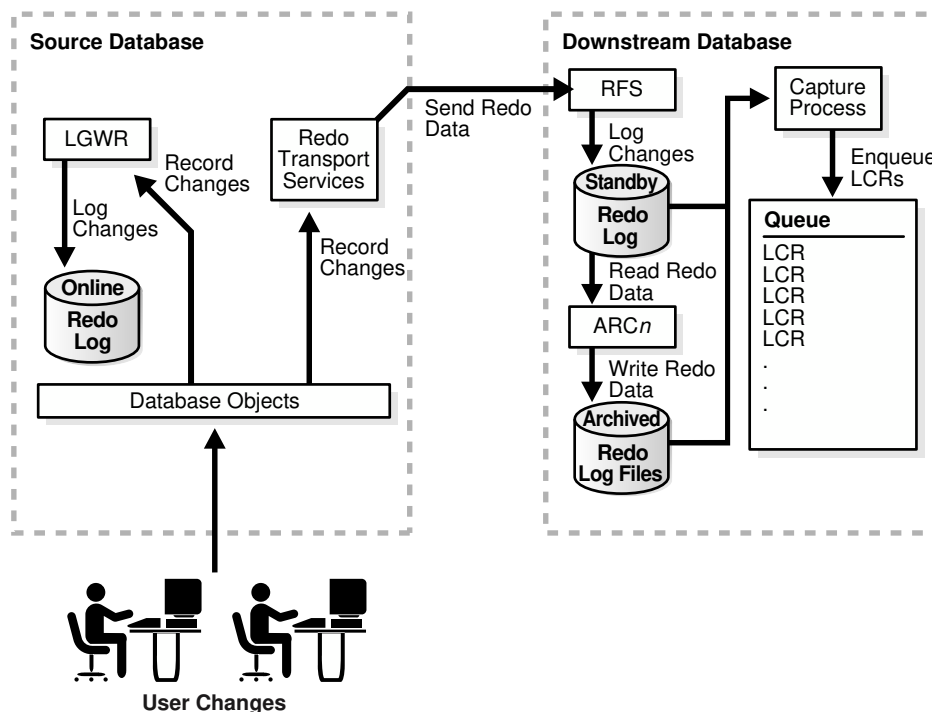 Source Database
LGWR
Record
Changes
Log
Changes
Online
Redo
Log
Redo
Transport
Services
Record
Changes
Database Objects
User Changes
Send Redo
Data
Downstream Database
RFS
Log
Changes
Standby
Redo
Log
Read Redo
Data
ARCn
Write Redo
Data
Archived
Redo
Log Files
Capture
Process
Enqueue
LCRs
Queue
LCR
LCR
LCR
LCR
LCR
.
.
.